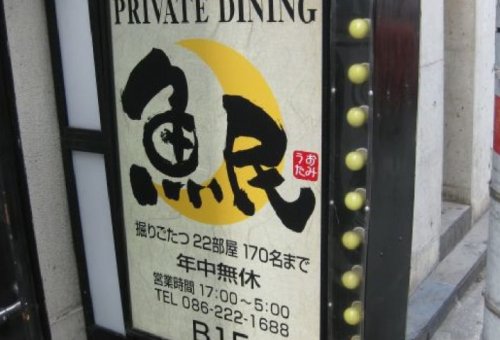 PRIVATE DINING
魚民
うおたみ
掘りごたつ 22部屋 170名まで
年中無休
営業時間 17:00~5:00
TEL 086-222-1688
B1F